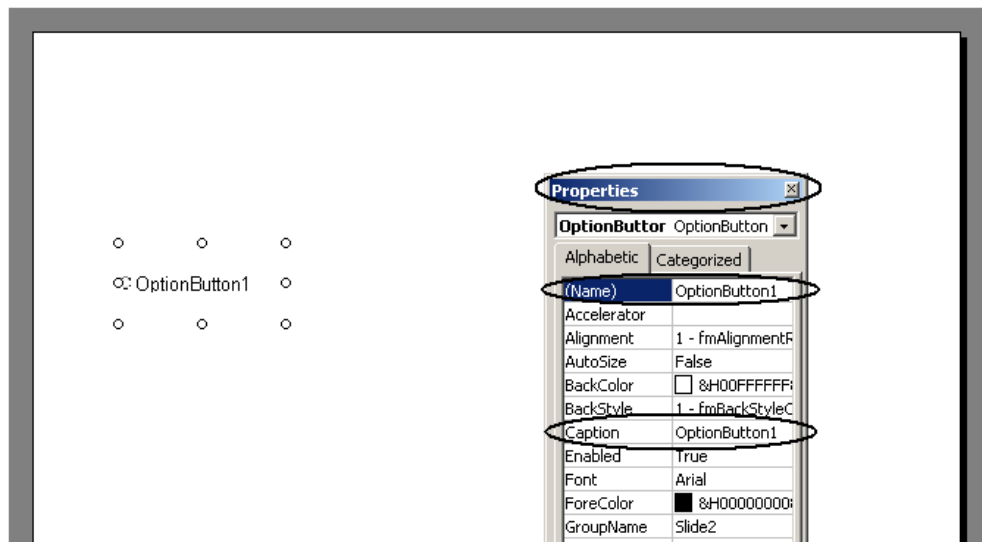 Properties
OptionButtor OptionButton
Alphabetic Categorized
(Name) OptionButton1
Accelerator
Alignment 1 - fmAlignmentR
AutoSize False
BackColor &H00FFFFFF&
BackStyle 1 - fmBackStyleO
Caption OptionButton1
Enabled True
Font Arial
ForeColor &H00000000&
GroupName Slide2
OptionButton1